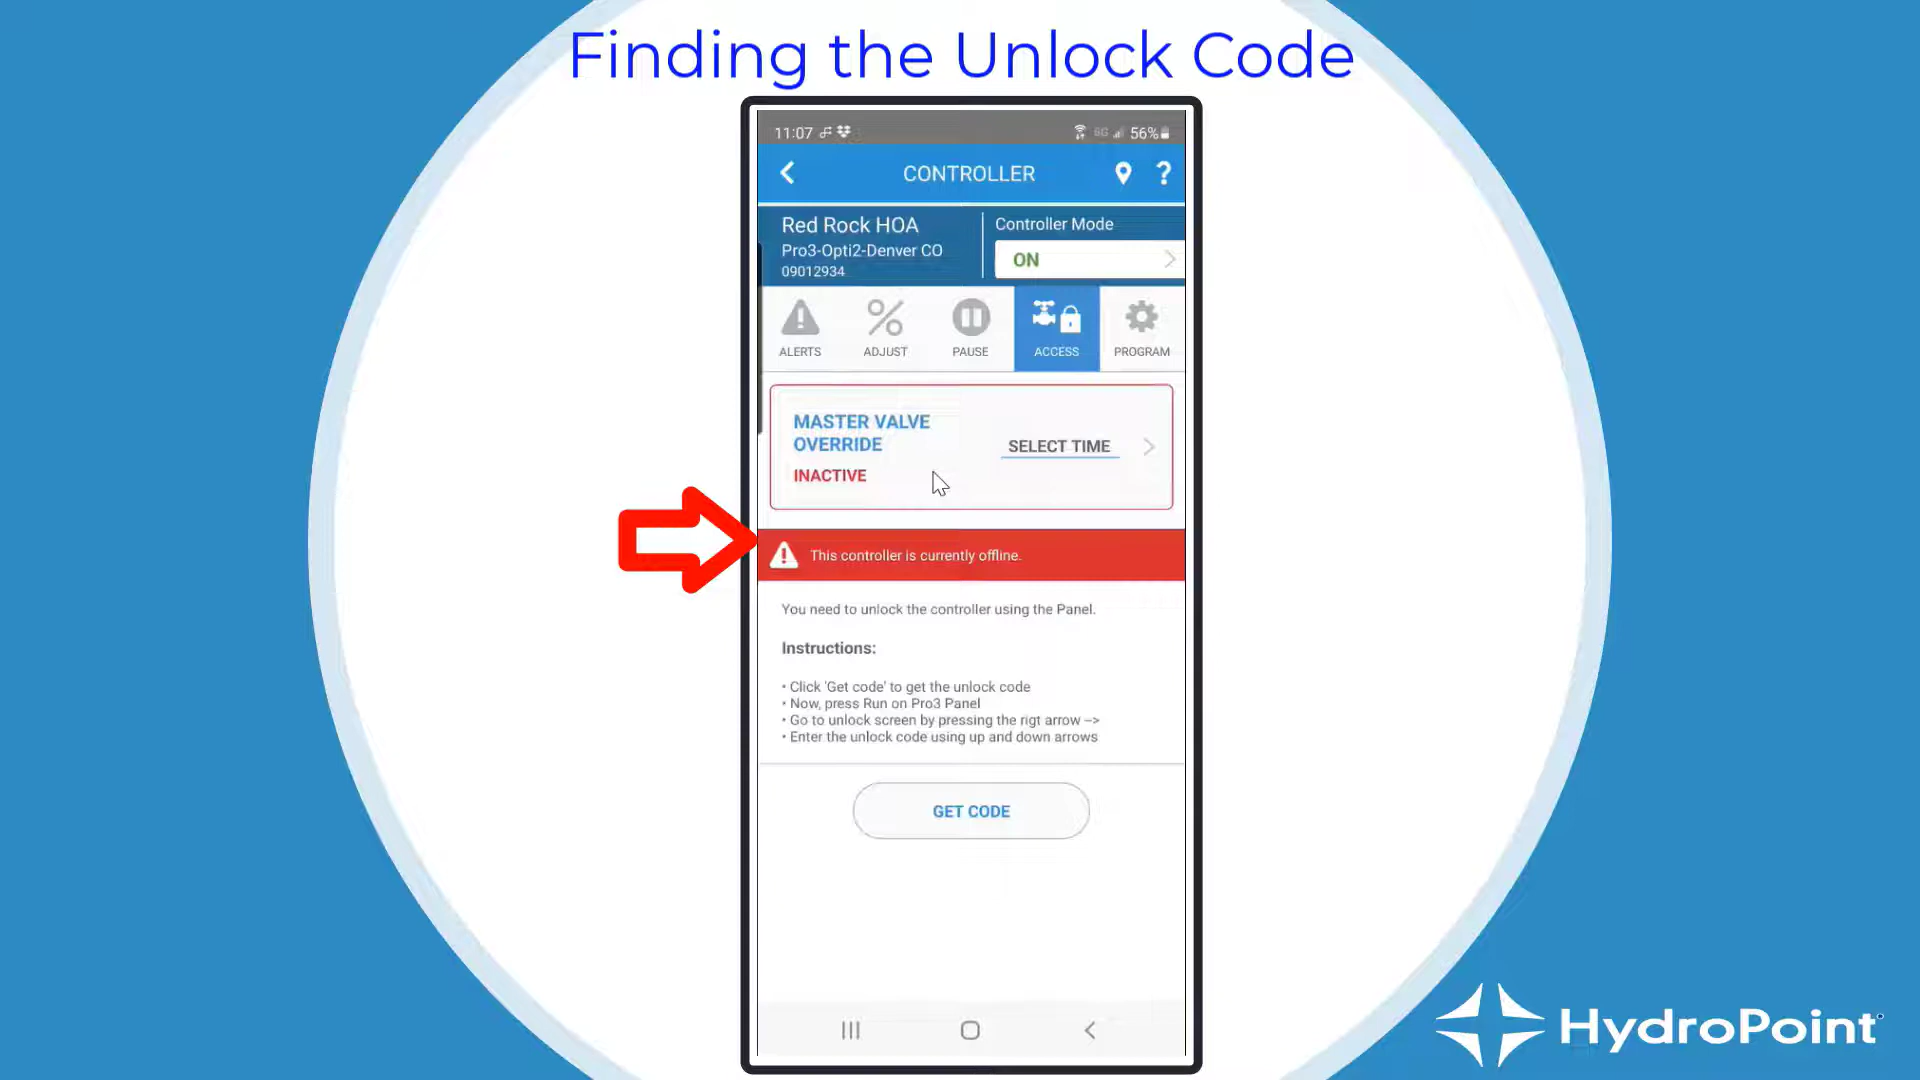 Finding the Unlock Code
11:07
6G 56%
CONTROLLER
?
Red Rock HOA
Pro3-Opti2-Denver CO
09012934
Controller Mode
ON
ALERTS
ADJUST
PAUSE
ACCESS
PROGRAM
MASTER VALVE
OVERRIDE
INACTIVE
SELECT TIME
This controller is currently offline.
You need to unlock the controller using the Panel.
Instructions:
• Click 'Get code' to get the unlock code
• Now, press Run on Pro3 Panel
• Go to unlock screen by pressing the rigt arrow -->
• Enter the unlock code using up and down arrows
GET CODE
HydroPoint